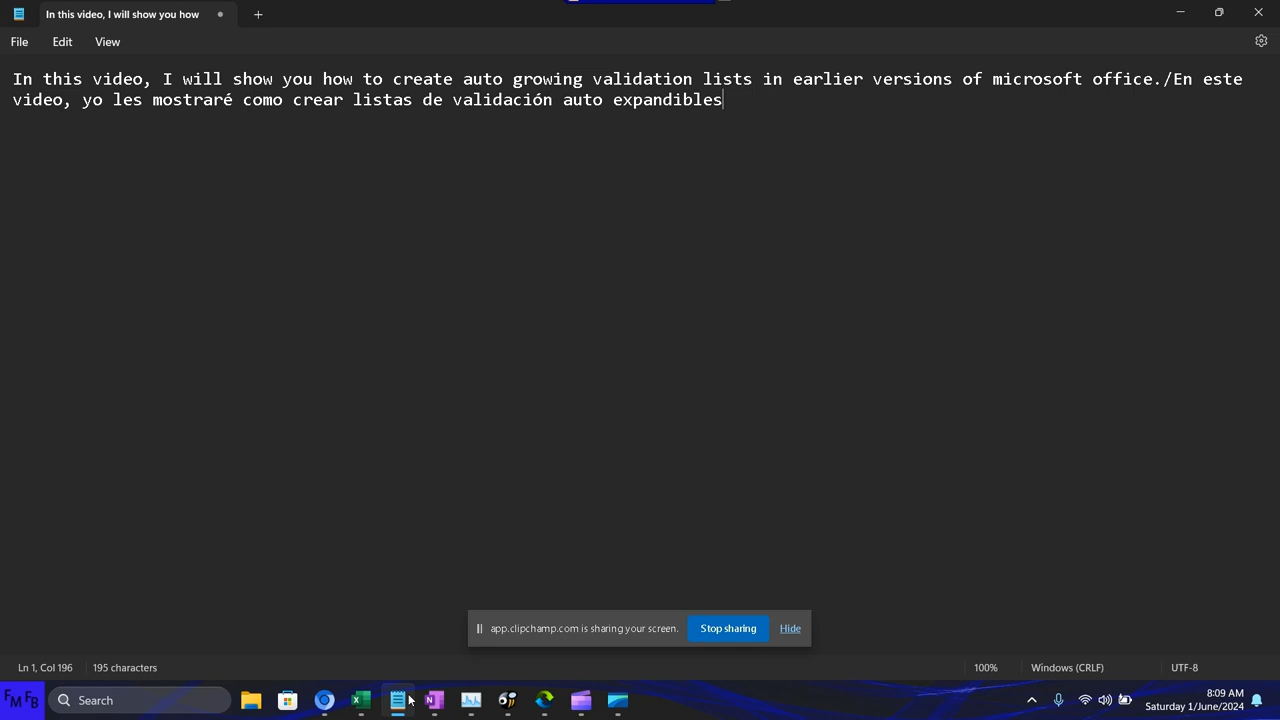 In this video, I will show you how
File
Edit
View
In this video, I will show you how to create auto growing validation lists in earlier versions of microsoft office./En este
video, yo les mostraré como crear listas de validación auto expandibles
app.clipchamp.com is sharing your screen.
Stop sharing
Hide
Ln 1, Col 196
195 characters
100%
Windows (CRLF)
UTF-8
FM FB
Search
8:09 AM
Saturday 1/June/2024